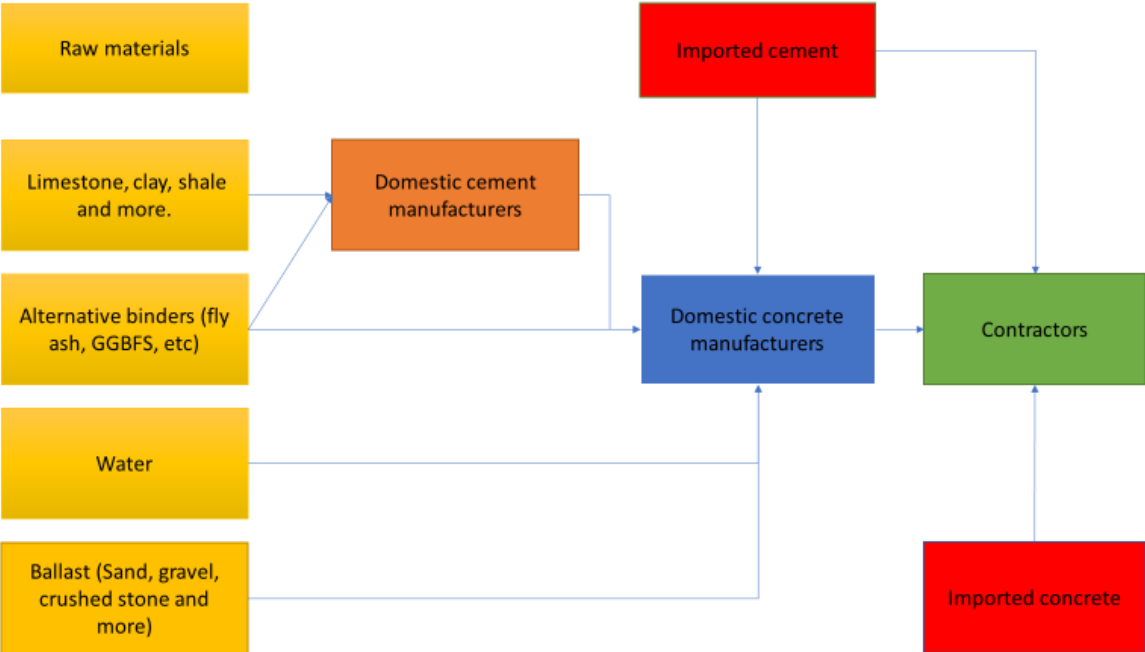 Raw materials
Imported cement
Limestone, clay, shale
and more.
Domestic cement
manufacturers
Alternative binders (fly
ash, GGBFS, etc)
Domestic concrete
manufacturers
Contractors
Water
Ballast (Sand, gravel,
crushed stone and
more)
Imported concrete